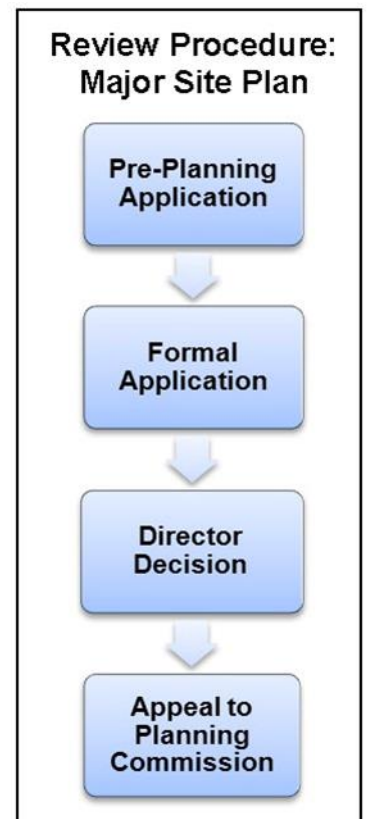 Review Procedure:
Major Site Plan
Pre-Planning
Application
Formal
Application
Director
Decision
Appeal to
Planning
Commission